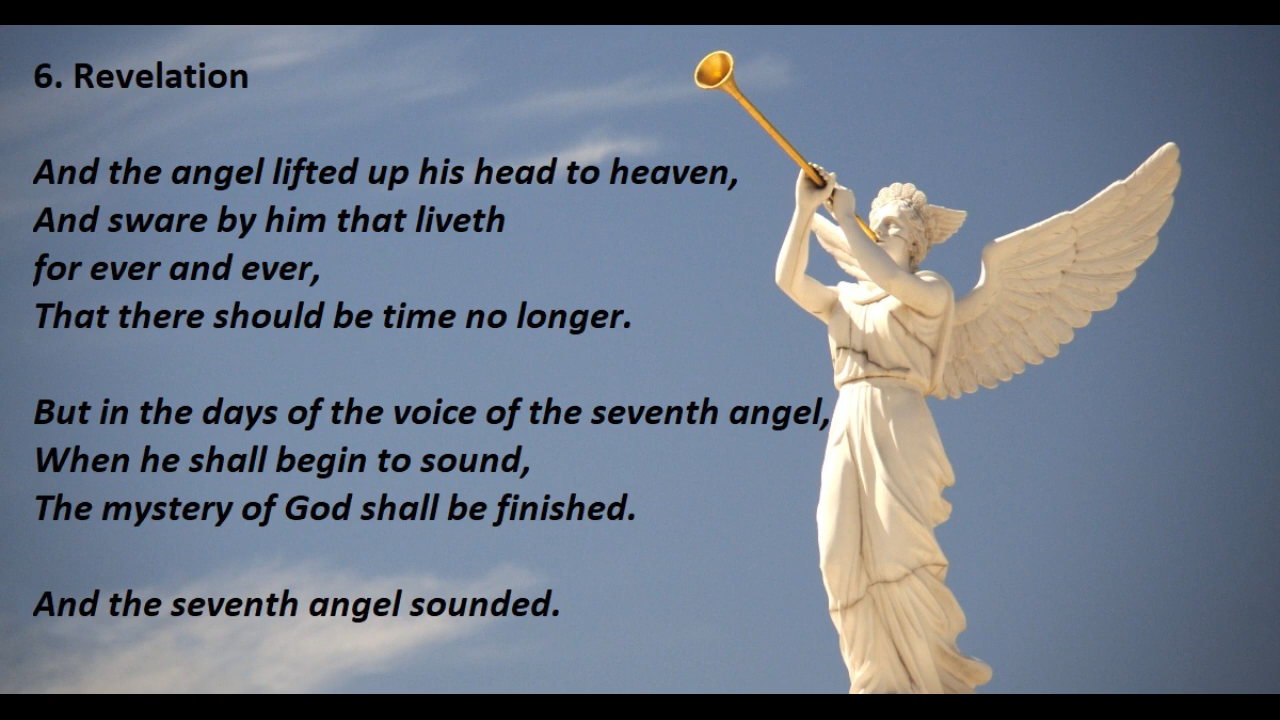 6. Revelation
And the angel lifted up his head to heaven,
And sware by him that liveth
for ever and ever,
That there should be time no longer.
But in the days of the voice of the seventh angel,
When he shall begin to sound,
The mystery of God shall be finished.
And the seventh angel sounded.